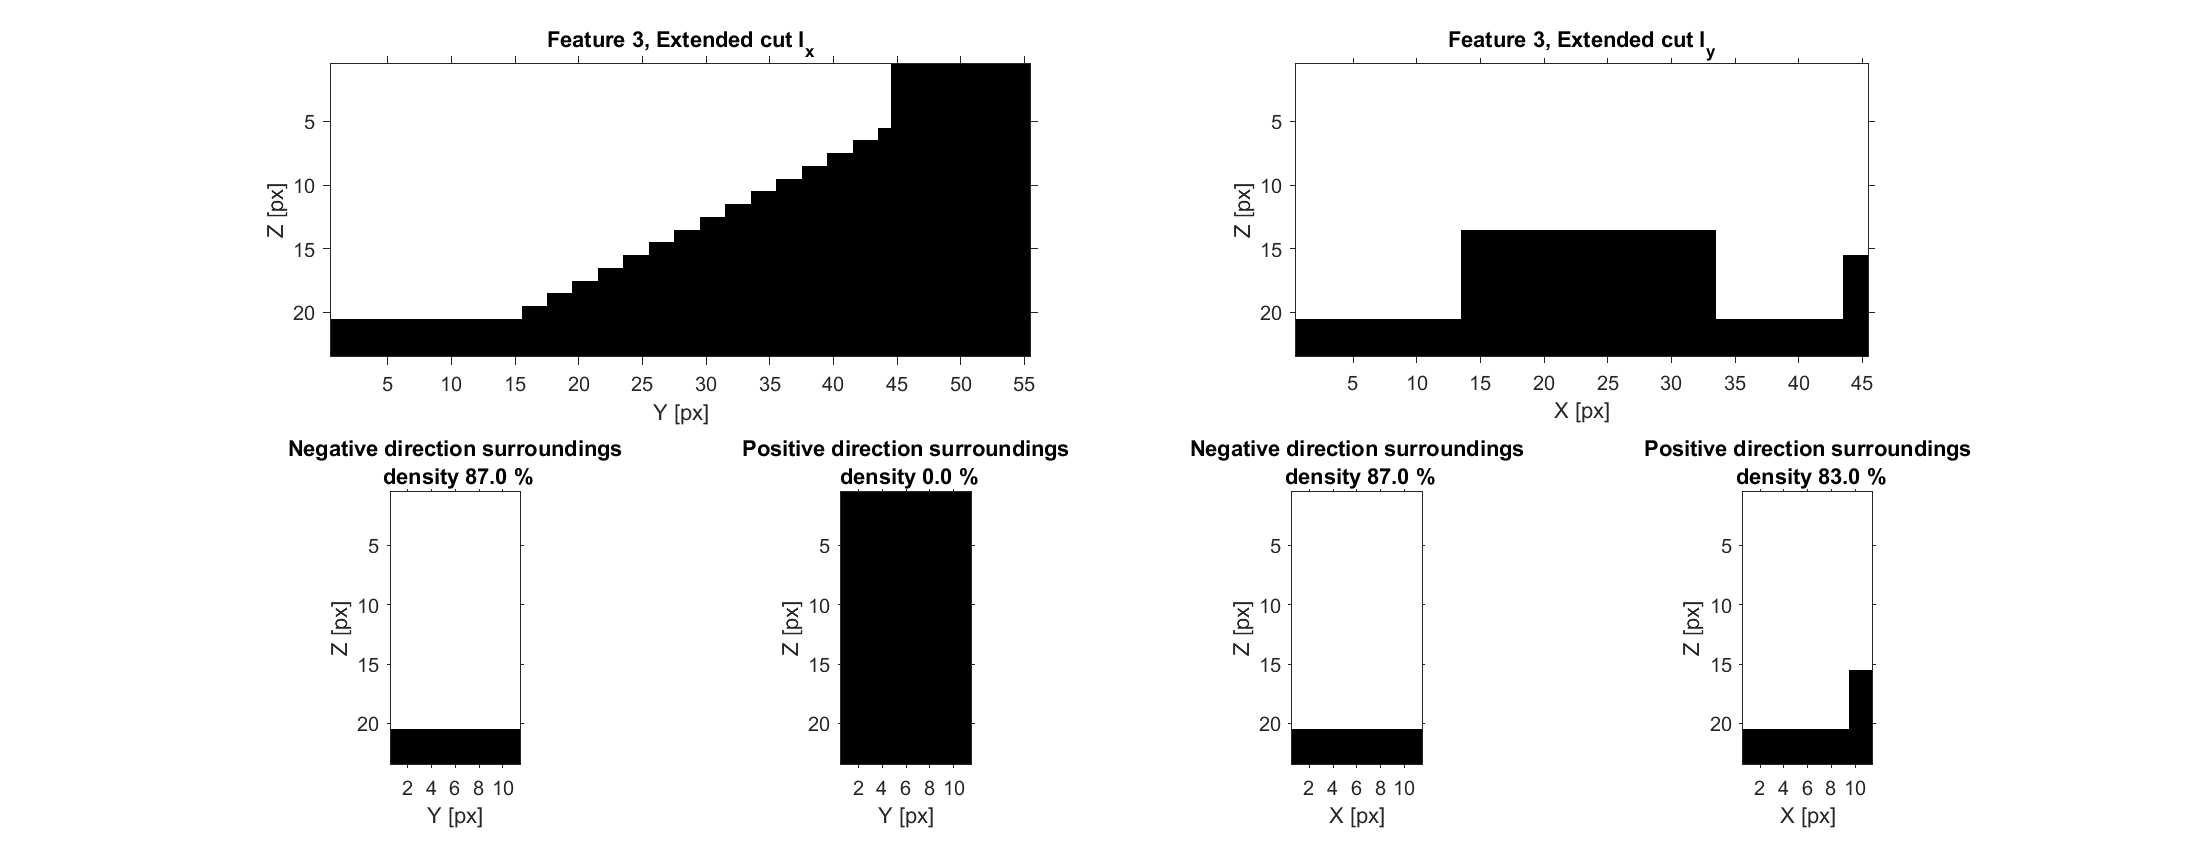 Feature 3, Extended cut I_x
5
10
15
20
Z [px]
5 10 15 20 25 30 35 40 45 50 55
Y [px]
Feature 3, Extended cut I_y
5
10
15
20
Z [px]
5 10 15 20 25 30 35 40 45
X [px]
Negative direction surroundings
density 87.0 %
5
10
15
20
Z [px]
2 4 6 8 10
Y [px]
Positive direction surroundings
density 0.0 %
5
10
15
20
Z [px]
2 4 6 8 10
Y [px]
Negative direction surroundings
density 87.0 %
5
10
15
20
Z [px]
2 4 6 8 10
X [px]
Positive direction surroundings
density 83.0 %
5
10
15
20
Z [px]
2 4 6 8 10
X [px]